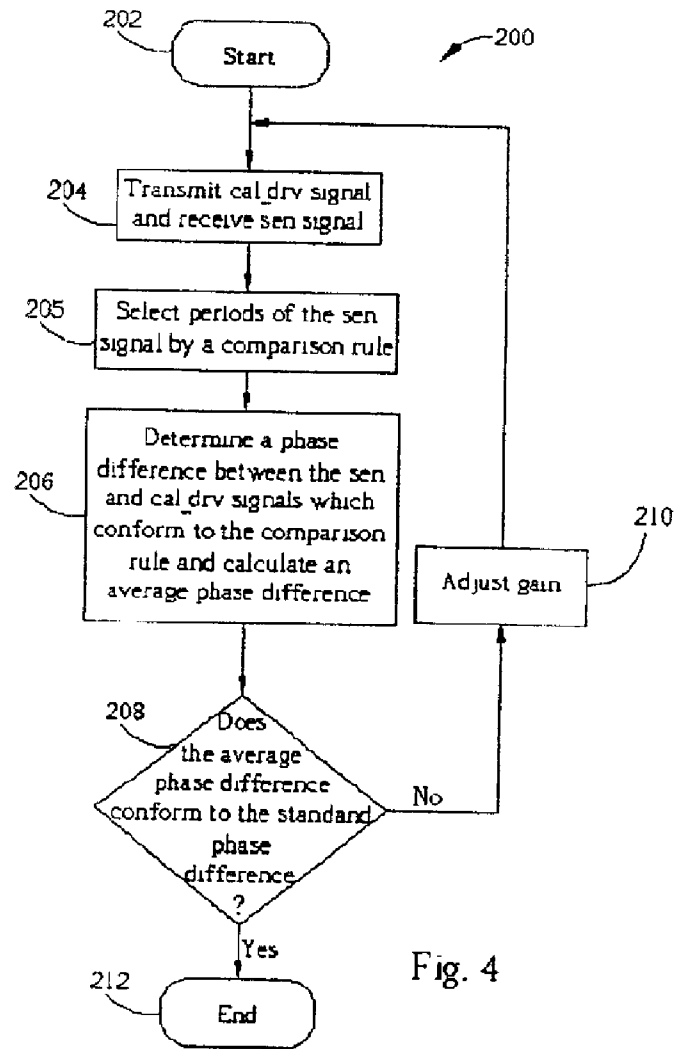 202
Start
200
204
Transmit cal_drv signal
and receive sen signal
205
Select periods of the sen
signal by a comparison rule
206
Determine a phase
difference between the sen
and cal_drv signals which
conform to the comparison
rule and calculate an
average phase difference
210
Adjust gain
208
Does
the average
phase difference
conform to the standard
phase
difference
?
No
Yes
212
End
Fig. 4